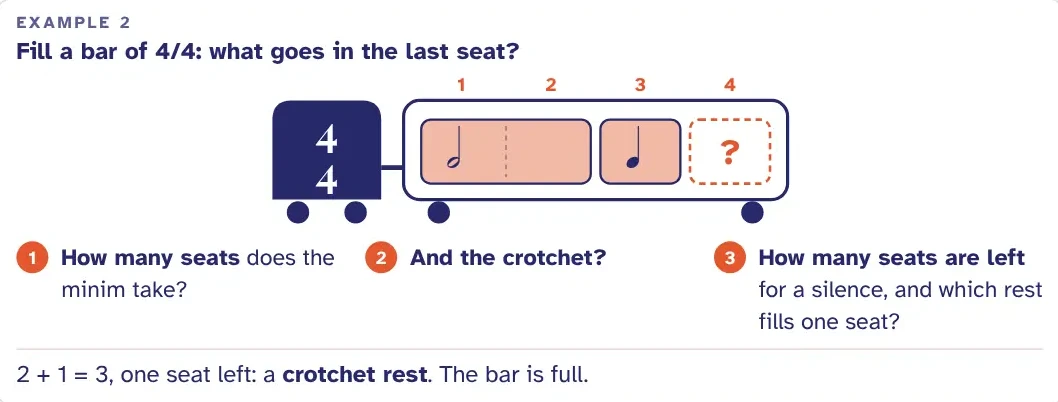 EXAMPLE 2
Fill a bar of 4/4: what goes in the last seat?
1 2 3 4
4
4
?
1 How many seats does the
minim take?
2 And the crotchet?
3 How many seats are left
for a silence, and which rest
fills one seat?
2 + 1 = 3, one seat left: a crotchet rest. The bar is full.